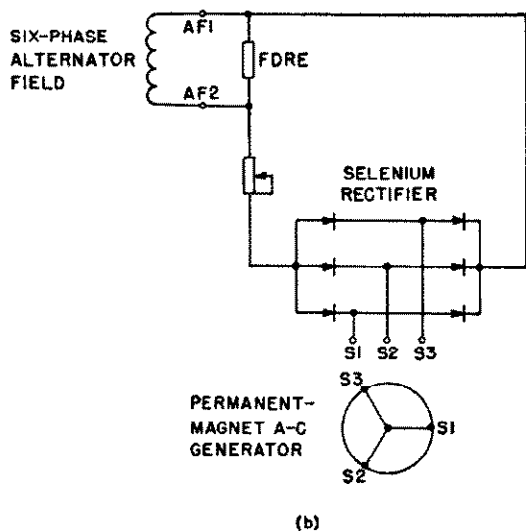 SIX-PHASE
ALTERNATOR
FIELD
AF1
FDRE
AF2
SELENIUM
RECTIFIER
S1 S2 S3
PERMANENT-
MAGNET A-C
GENERATOR
S3
S1
S2
(b)